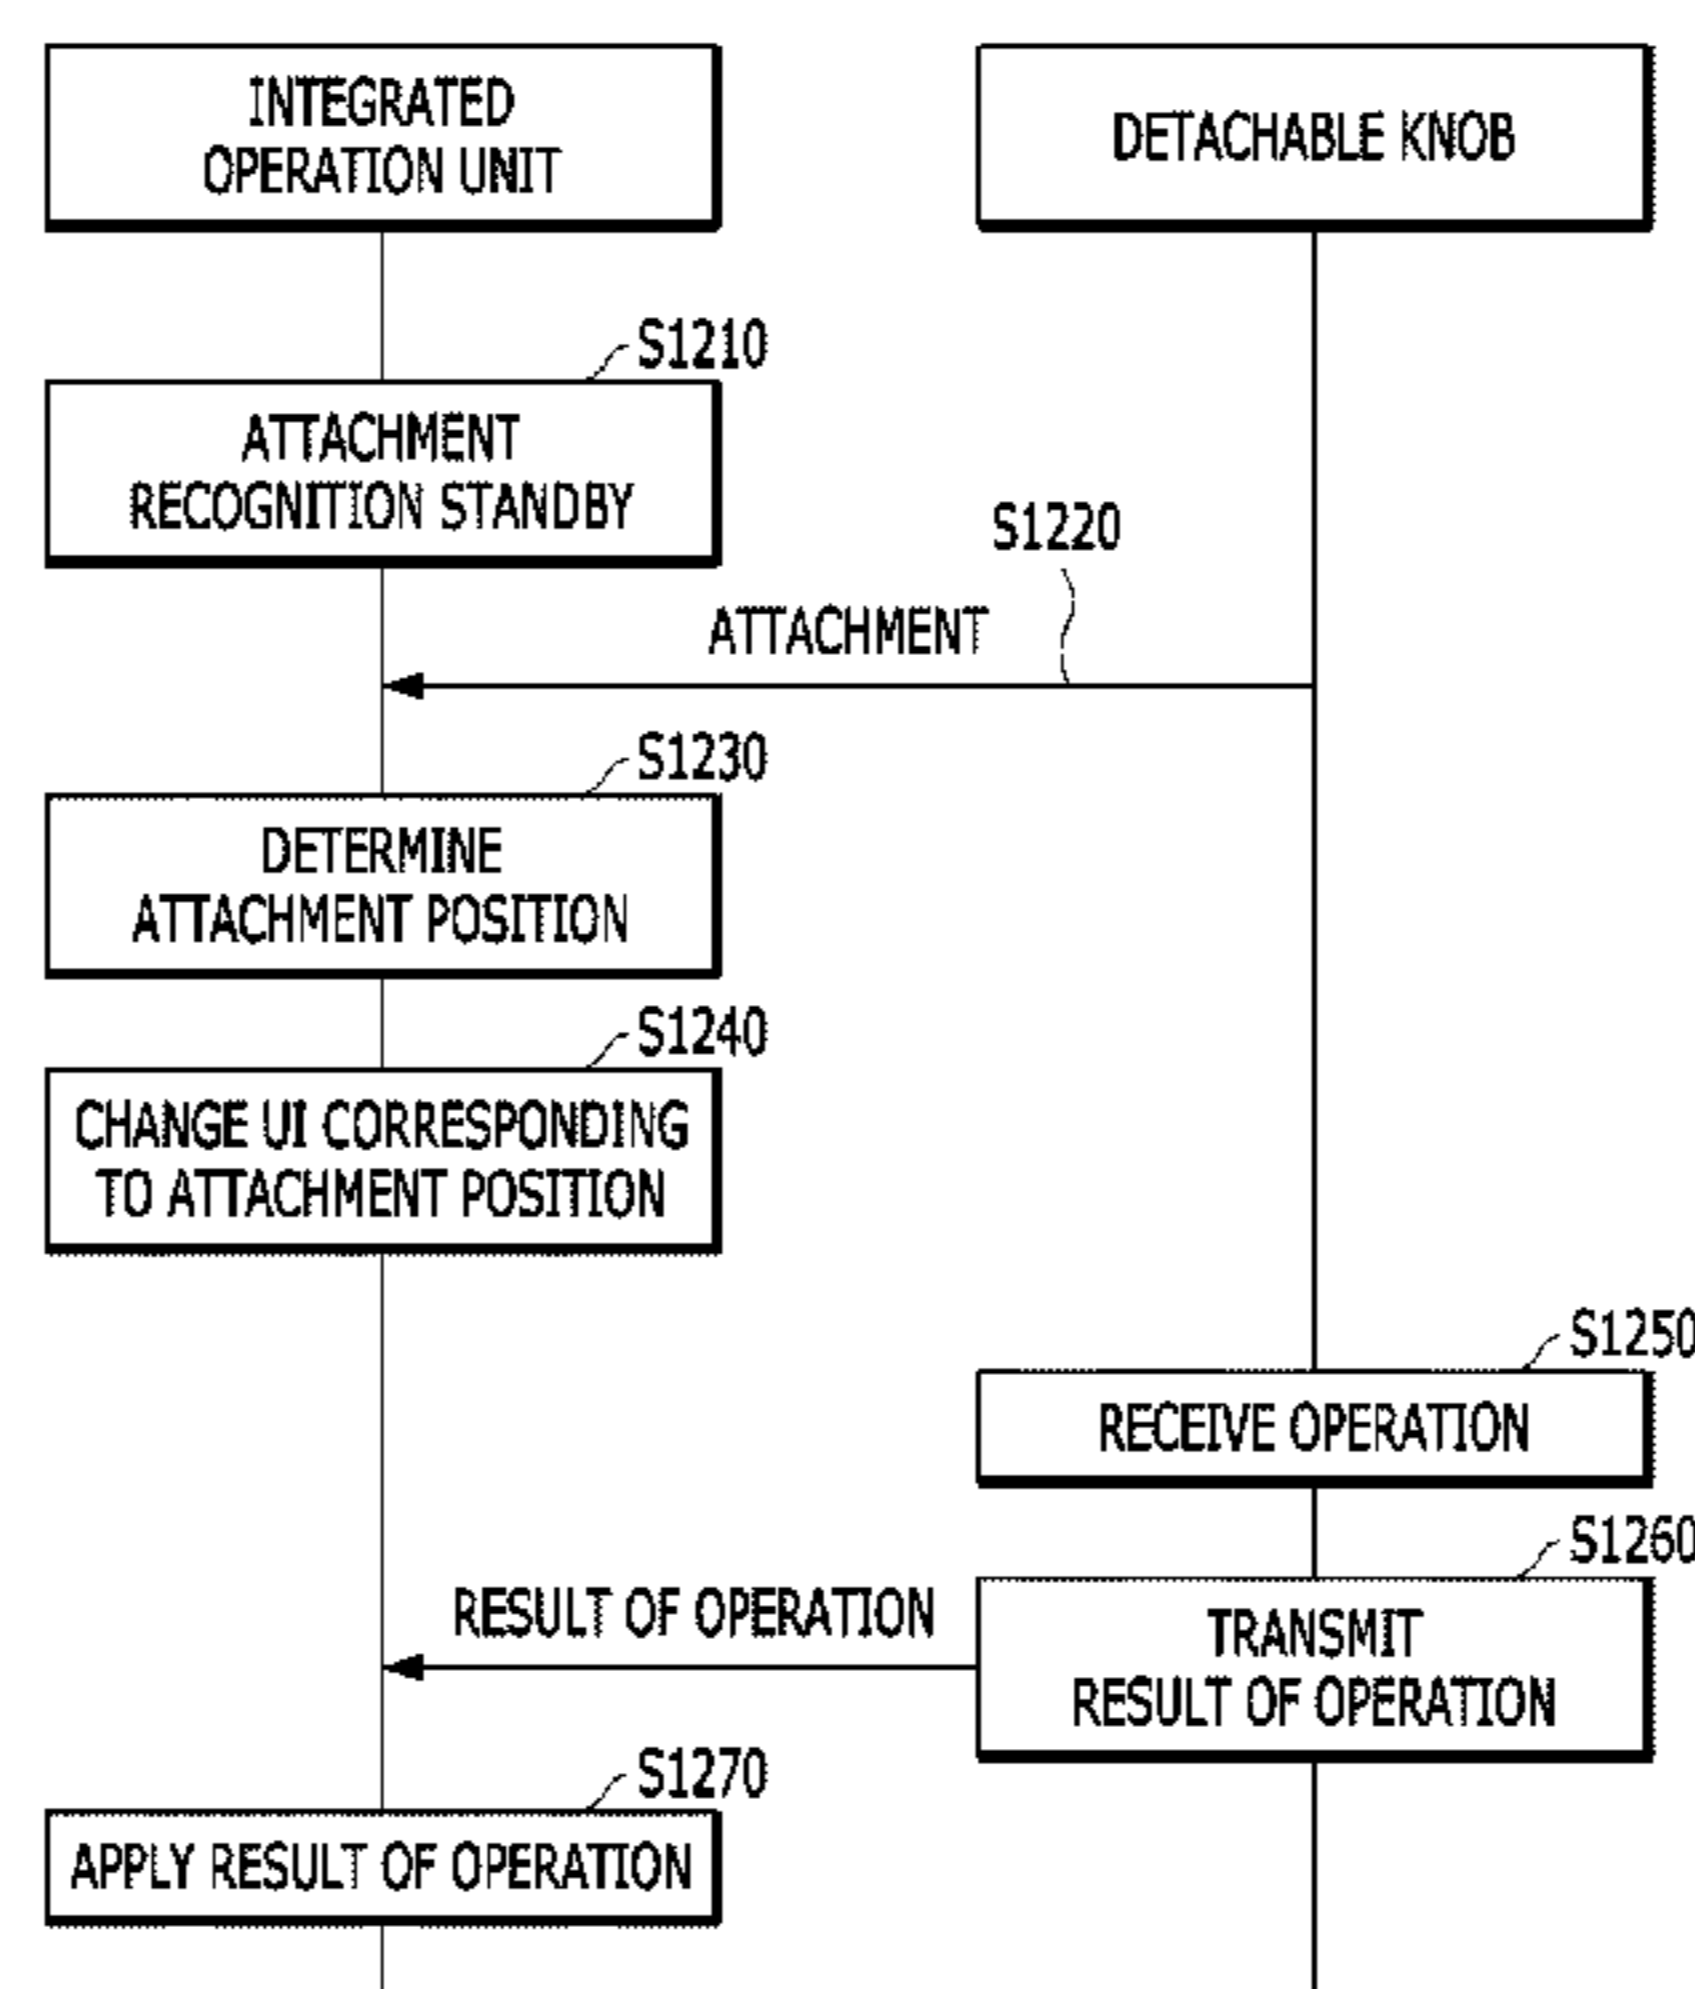 INTEGRATED
OPERATION UNIT
DETACHABLE KNOB
S1210
ATTACHMENT
RECOGNITION STANDBY
S1220
ATTACHMENT
S1230
DETERMINE
ATTACHMENT POSITION
S1240
CHANGE UI CORRESPONDING
TO ATTACHMENT POSITION
S1250
RECEIVE OPERATION
S1260
RESULT OF OPERATION
TRANSMIT
RESULT OF OPERATION
S1270
APPLY RESULT OF OPERATION